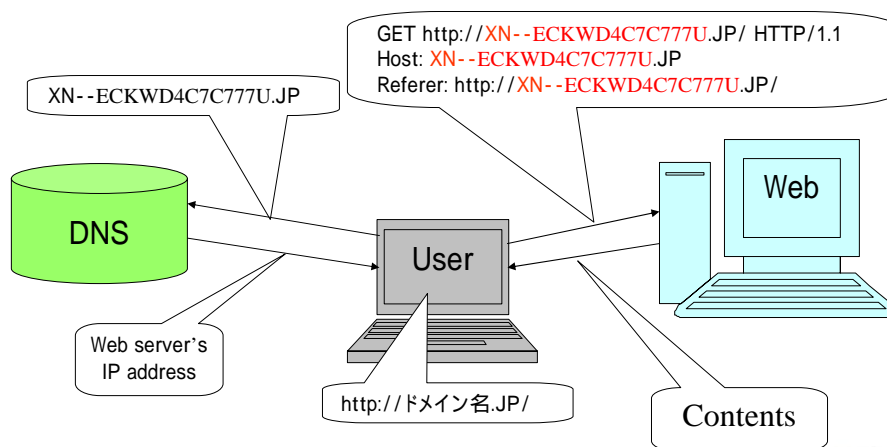 GET http://XN--ECKWD4C7C777U.JP/ HTTP/1.1
Host: XN--ECKWD4C7C777U.JP
Referer: http://XN--ECKWD4C7C777U.JP/
XN--ECKWD4C7C777U.JP
DNS
User
Web
Web server's
IP address
http://ドメイン名.JP/
Contents